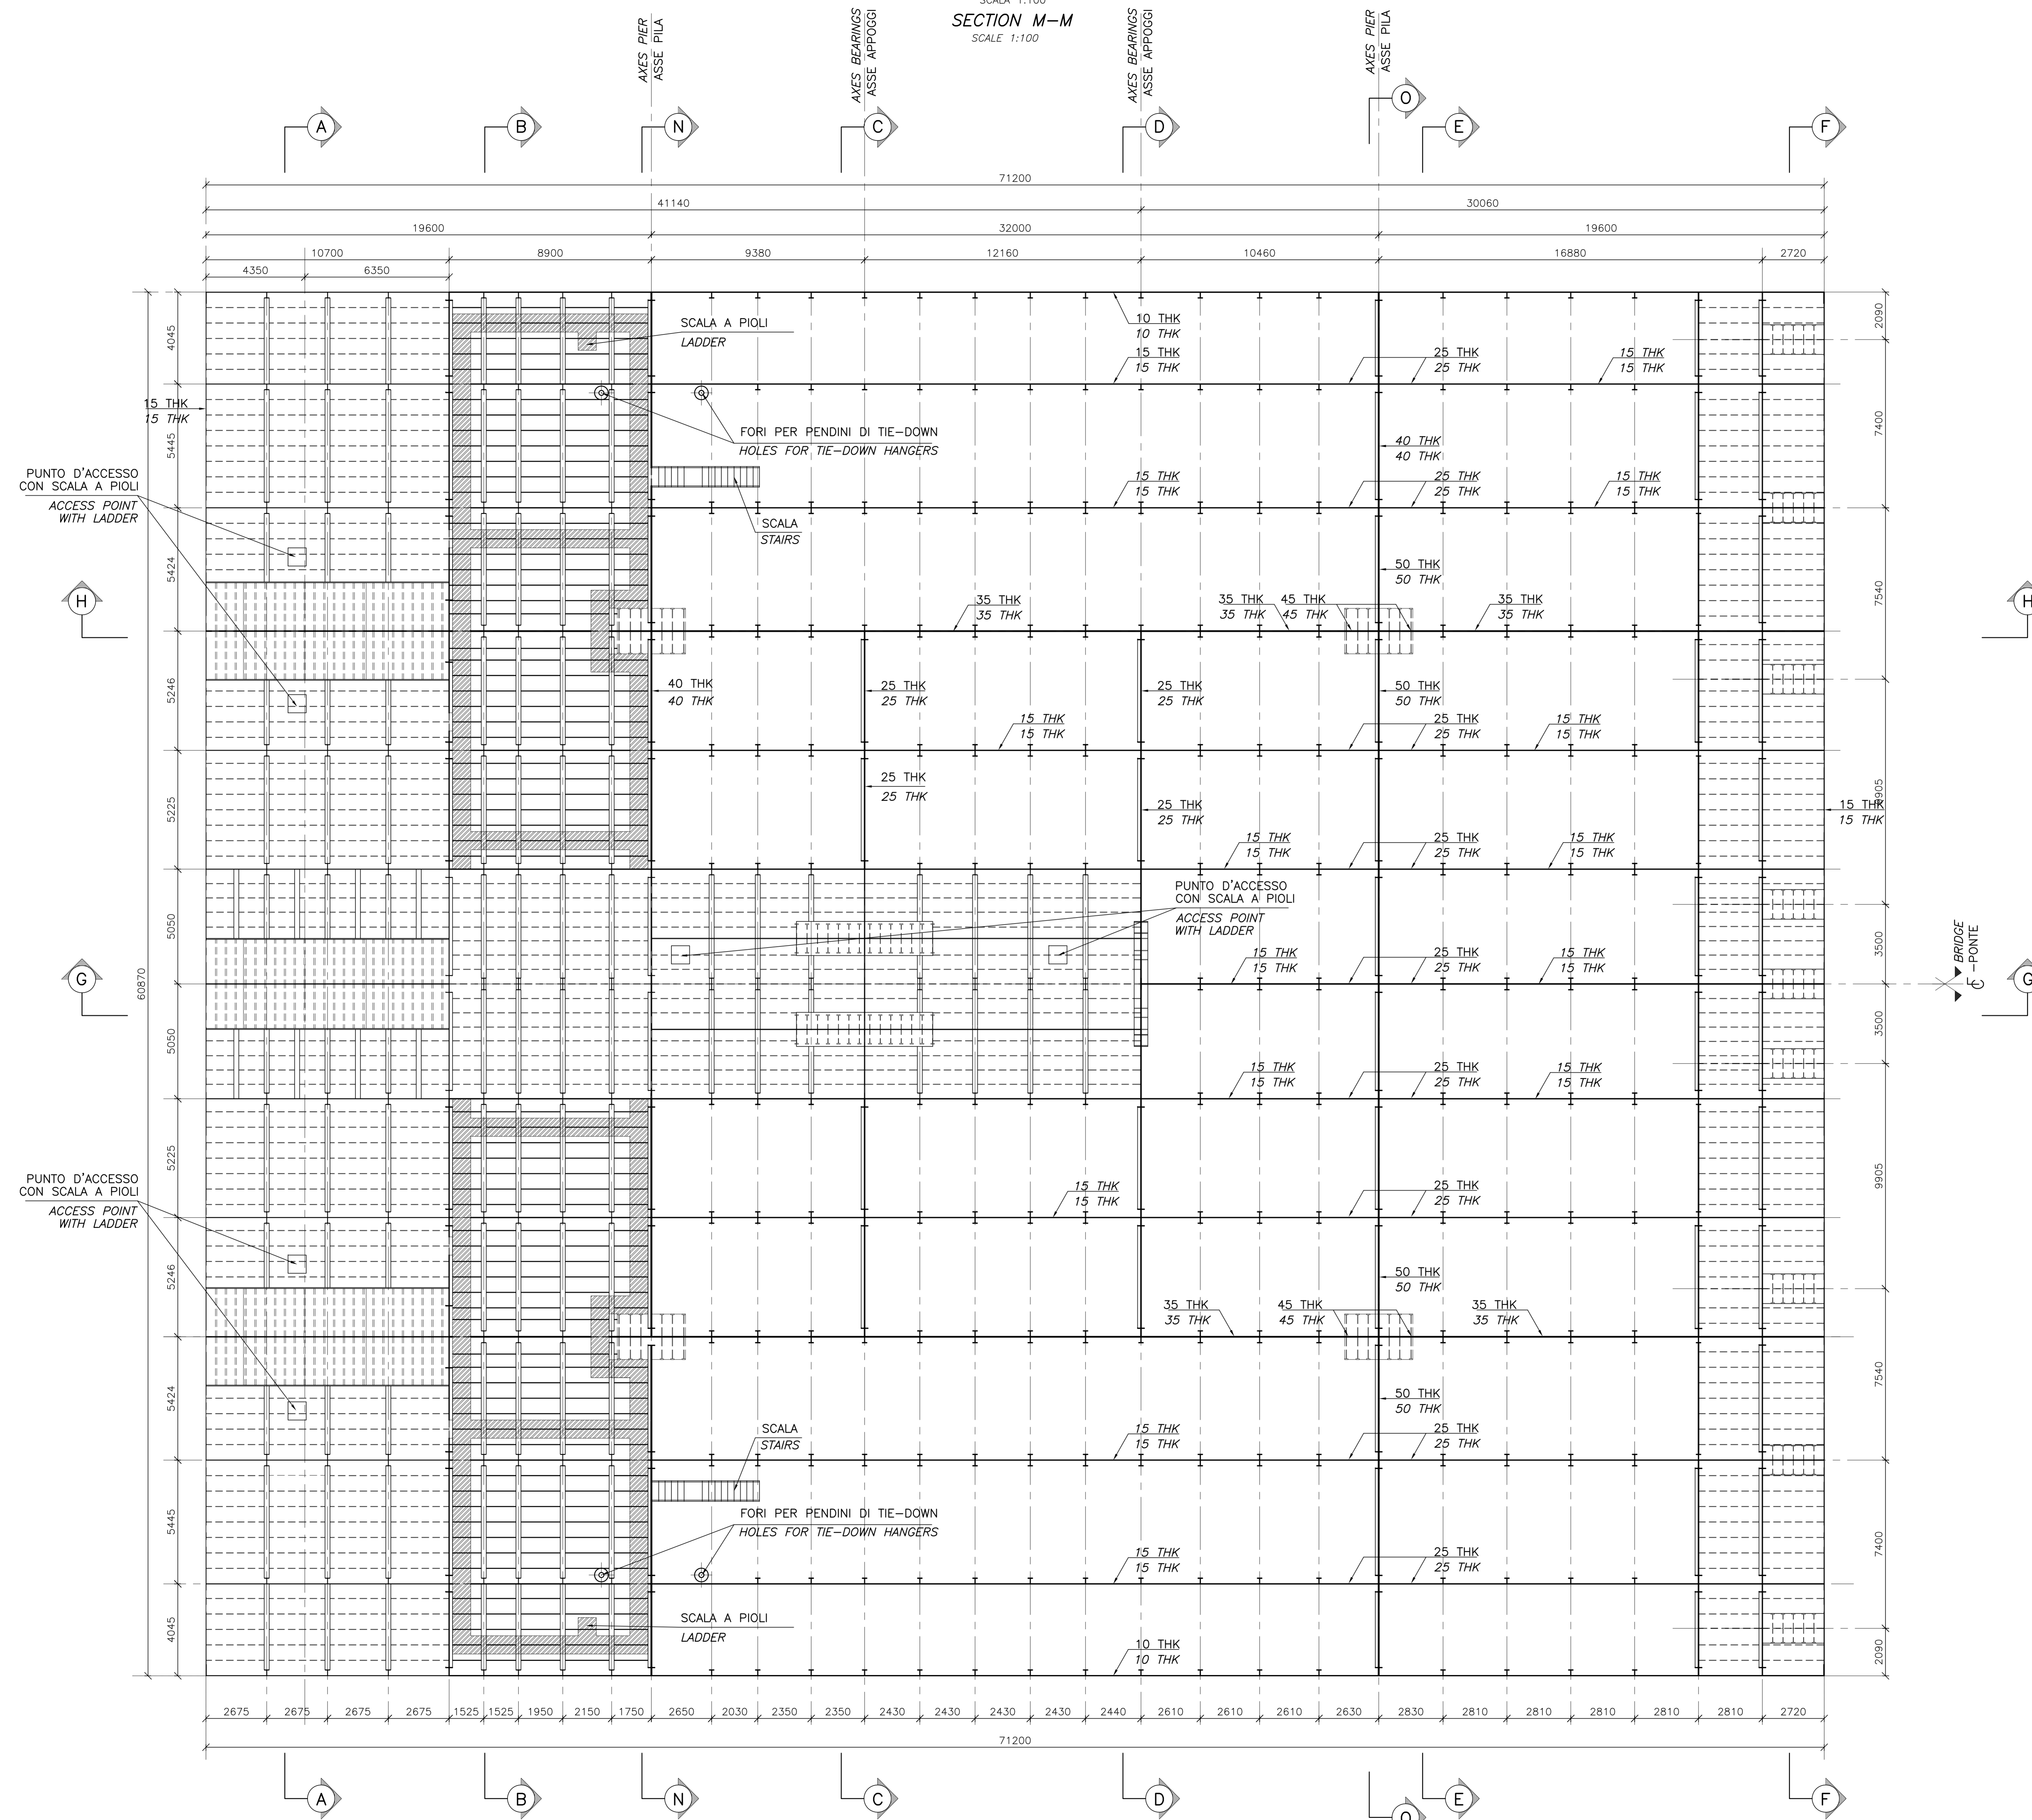 SCALA 1:100
SECTION M-M
SCALE 1:100
AXES PIER
ASSE PILA
AXES BEARINGS
ASSE APPOGGI
AXES BEARINGS
ASSE APPOGGI
AXES PIER
ASSE PILA
A
B
N
C
D
O
E
F
71200
41140
30060
19600
32000
19600
10700
8900
9380
12160
10460
16880
2720
4350
6350
SCALA A PIOLI
LADDER
10 THK
10 THK
15 THK
15 THK
25 THK
25 THK
15 THK
15 THK
15 THK
15 THK
FORI PER PENDINI DI TIE-DOWN
HOLES FOR TIE-DOWN HANGERS
40 THK
40 THK
PUNTO D'ACCESSO
CON SCALA A PIOLI
ACCESS POINT
WITH LADDER
15 THK
15 THK
25 THK
25 THK
15 THK
15 THK
SCALA
STAIRS
50 THK
50 THK
H
35 THK
35 THK
35 THK
35 THK
45 THK
45 THK
35 THK
35 THK
H
40 THK
40 THK
25 THK
25 THK
25 THK
25 THK
50 THK
50 THK
15 THK
15 THK
25 THK
25 THK
15 THK
15 THK
25 THK
25 THK
25 THK
25 THK
15 THK
15 THK
15 THK
15 THK
25 THK
25 THK
15 THK
15 THK
PUNTO D'ACCESSO
CON SCALA A PIOLI
ACCESS POINT
WITH LADDER
15 THK
15 THK
25 THK
25 THK
15 THK
15 THK
G
BRIDGE
-PONTE
G
15 THK
15 THK
25 THK
25 THK
15 THK
15 THK
PUNTO D'ACCESSO
CON SCALA A PIOLI
ACCESS POINT
WITH LADDER
15 THK
15 THK
25 THK
25 THK
50 THK
50 THK
35 THK
35 THK
45 THK
45 THK
35 THK
35 THK
50 THK
50 THK
SCALA
STAIRS
15 THK
15 THK
25 THK
25 THK
FORI PER PENDINI DI TIE-DOWN
HOLES FOR TIE-DOWN HANGERS
15 THK
15 THK
25 THK
25 THK
SCALA A PIOLI
LADDER
10 THK
10 THK
60870
4045
5445
5424
5246
5225
5050
5050
5225
5246
5424
5445
4045
2090
7400
7540
9905
3500
3500
9905
7540
7400
2090
2675
2675
2675
2675
1525
1525
1950
2150
1750
2650
2030
2350
2350
2430
2430
2430
2430
2440
2610
2610
2610
2630
2830
2810
2810
2810
2810
2810
2720
71200
A
B
N
C
D
O
E
F